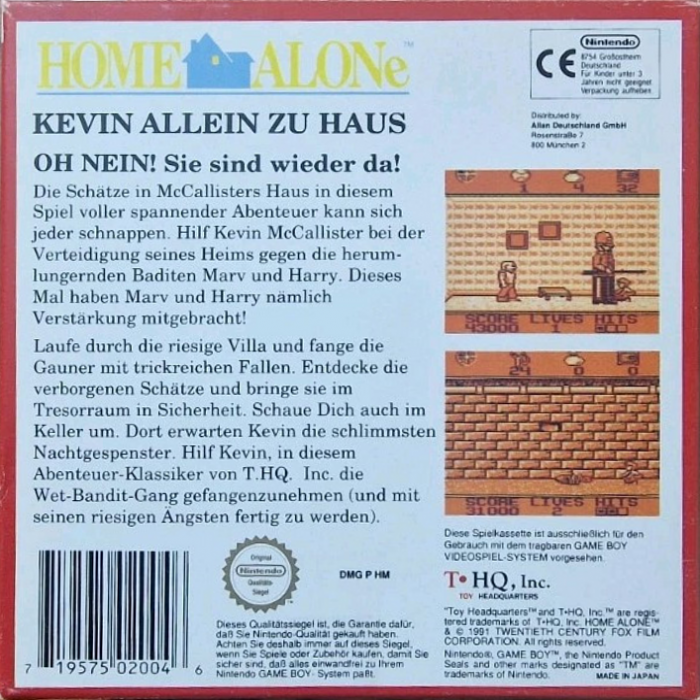 HOME ALONe™
KEVIN ALLEIN ZU HAUS
OH NEIN! Sie sind wieder da!
Die Schätze in McCallisters Haus in diesem
Spiel voller spannender Abenteuer kann sich
jeder schnappen. Hilf Kevin McCallister bei der
Verteidigung seines Heims gegen die herum-
lungernden Baditen Marv und Harry. Dieses
Mal haben Marv und Harry nämlich
Verstärkung mitgebracht!
Laufe durch die riesige Villa und fange die
Gauner mit trickreichen Fallen. Entdecke die
verborgenen Schätze und bringe sie im
Tresorraum in Sicherheit. Schaue Dich auch im
Keller um. Dort erwarten Kevin die schlimmsten
Nachtgespenster. Hilf Kevin, in diesem
Abenteuer-Klassiker von T.HQ. Inc. die
Wet-Bandit-Gang gefangenzunehmen (und mit
seinen riesigen Ängsten fertig zu werden).
CE
Nintendo
8754 Großostheim
Deutschland
Für Kinder unter 3
Jahren nicht geeignet
Verpackung aufheben.
Distributed by:
Allan Deutschland GmbH
Rosenstraße 7
800 München 2
1 4 32
SCORE LIVES HITS
43000 1
24 0 0
SCORE LIVES HITS
31000 2
Diese Spielkassette ist ausschließlich für den
Gebrauch mit dem tragbaren GAME BOY
VIDEOSPIEL-SYSTEM vorgesehen.
T•HQ, Inc.
TOY HEADQUARTERS
"Toy Headquarters™ and T•HQ, Inc.™ are regis-
tered trademarks of T•HQ, Inc. HOME ALONE™
& © 1991 TWENTIETH CENTURY FOX FILM
CORPORATION. All rights reserved.
Nintendo®, GAME BOY™, the Nintendo Product
Seals and other marks designated as "TM" are
trademarks of Nintendo. MADE IN JAPAN
7 19575 02004 6
Original
Nintendo
Qualitäts
Siegel
DMG P HM
Dieses Qualitätssiegel ist, die Garantie dafür,
daß Sie Nintendo-Qualität gekauft haben.
Achten Sie deshalb immer auf dieses Siegel,
wenn Sie Spiele oder Zubehör kaufen, damit Sie
sicher sind, daß alles einwandfrei zu Ihrem
Nintendo GAME BOY- System paßt.